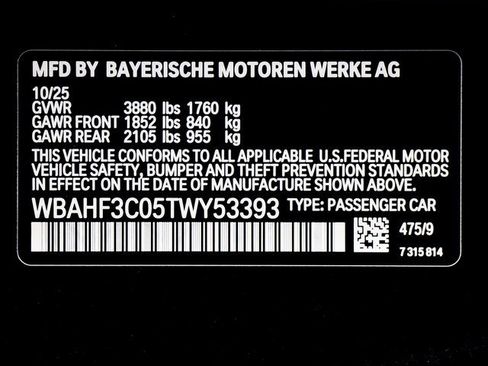 MFD BY BAYERISCHE MOTOREN WERKE AG
10/25
GVWR 3880 lbs 1760 kg
GAWR FRONT 1852 lbs 840 kg
GAWR REAR 2105 lbs 955 kg
THIS VEHICLE CONFORMS TO ALL APPLICABLE U.S.FEDERAL MOTOR
VEHICLE SAFETY, BUMPER AND THEFT PREVENTION STANDARDS
IN EFFECT ON THE DATE OF MANUFACTURE SHOWN ABOVE.
WBAHF3C05TWY53393 TYPE: PASSENGER CAR
475/9
7 315 814